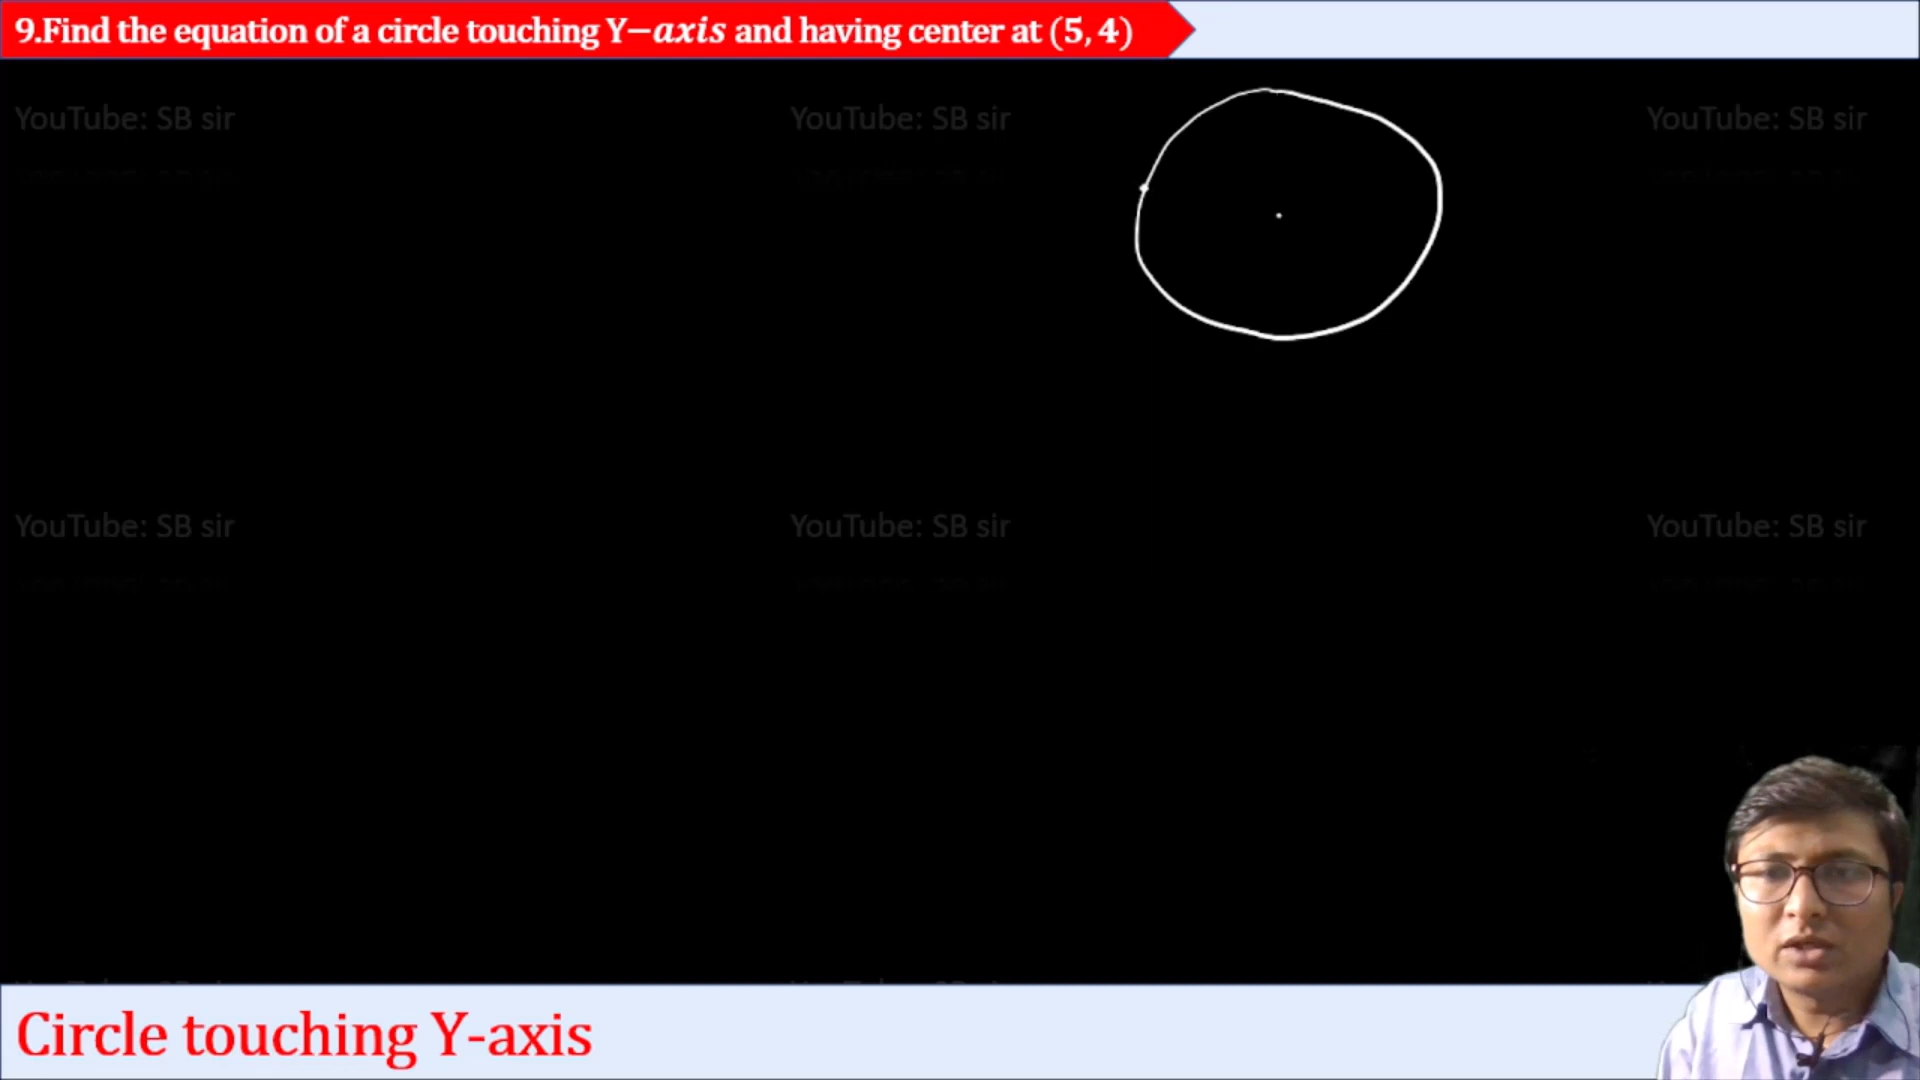 9.Find the equation of a circle touching Y−axis and having center at (5, 4)
YouTube: SB sir YouTube: SB sir YouTube: SB sir
YouTube: SB sir YouTube: SB sir YouTube: SB sir
Circle touching Y-axis